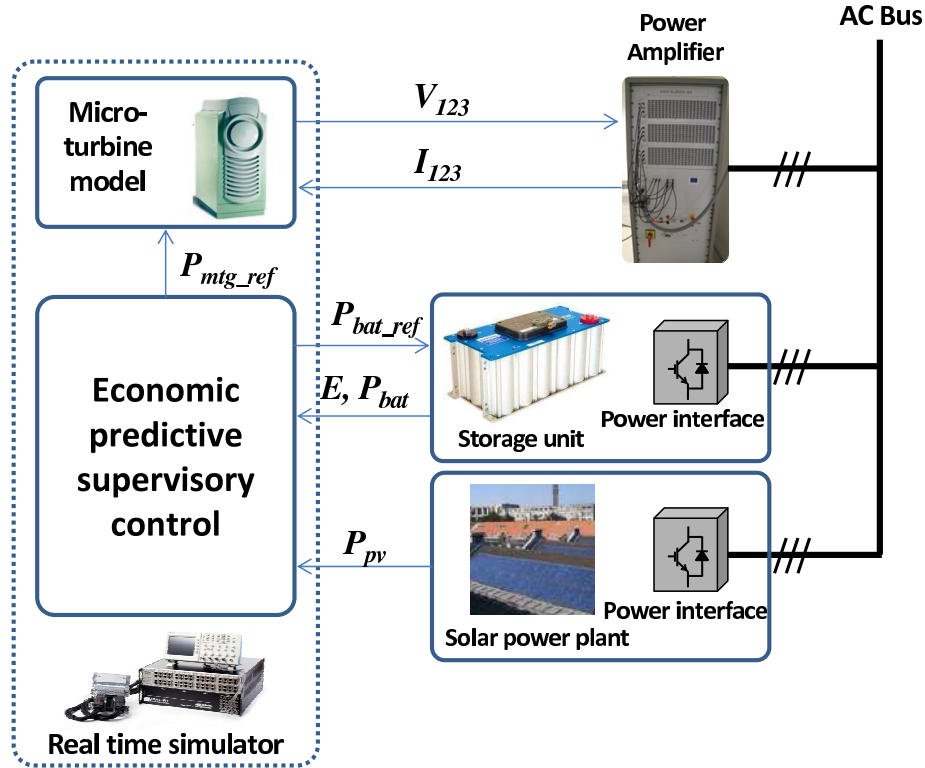 AC Bus
Power
Amplifier
Micro-
turbine
model
V123
I123
Pmtg_ref
Pbat_ref
E, Pbat
Economic
predictive
supervisory
control
Storage unit
Power interface
Ppv
Solar power plant
Power interface
Real time simulator